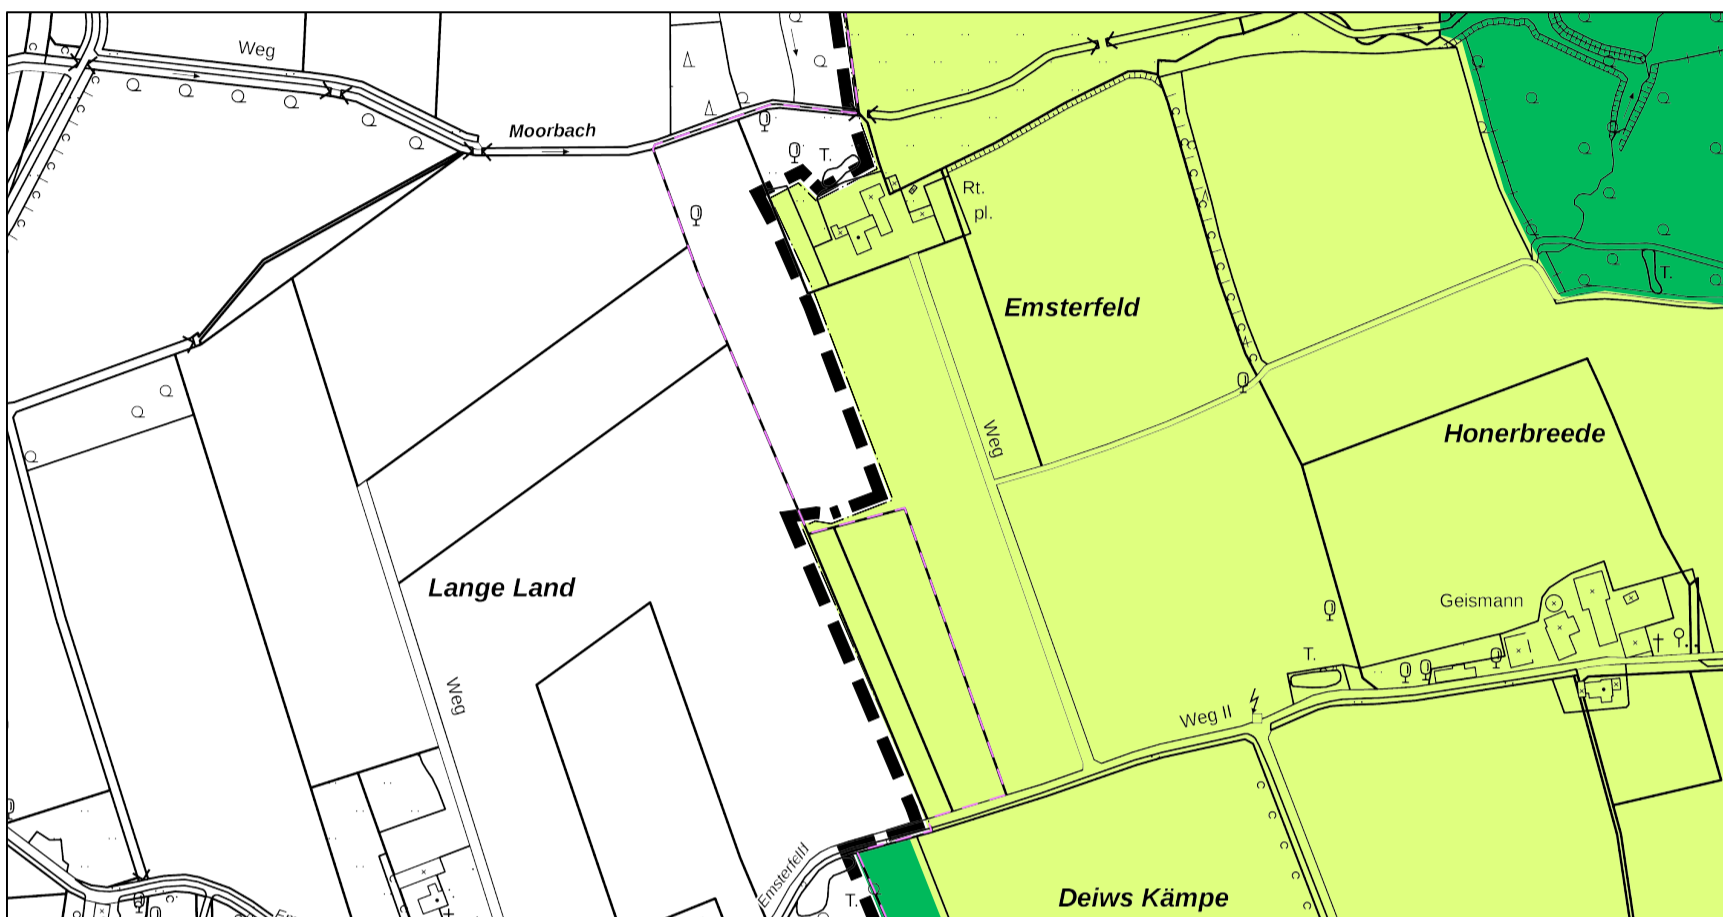 Weg
Moorbach
T.
Rt.
pl.
T.
Emsterfeld
Weg
Honerbreede
Lange Land
Geismann
T.
Weg
Weg II
Emsterfeld
T.
Deiws Kämpe